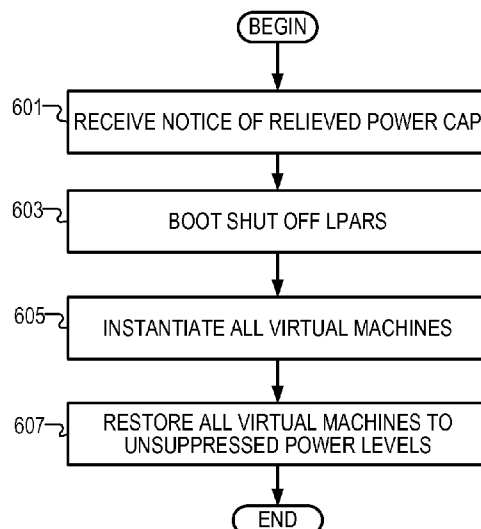 BEGIN
601
RECEIVE NOTICE OF RELIEVED POWER CAP
603
BOOT SHUT OFF LPARS
605
INSTANTIATE ALL VIRTUAL MACHINES
607
RESTORE ALL VIRTUAL MACHINES TO
UNSUPPRESSED POWER LEVELS
END